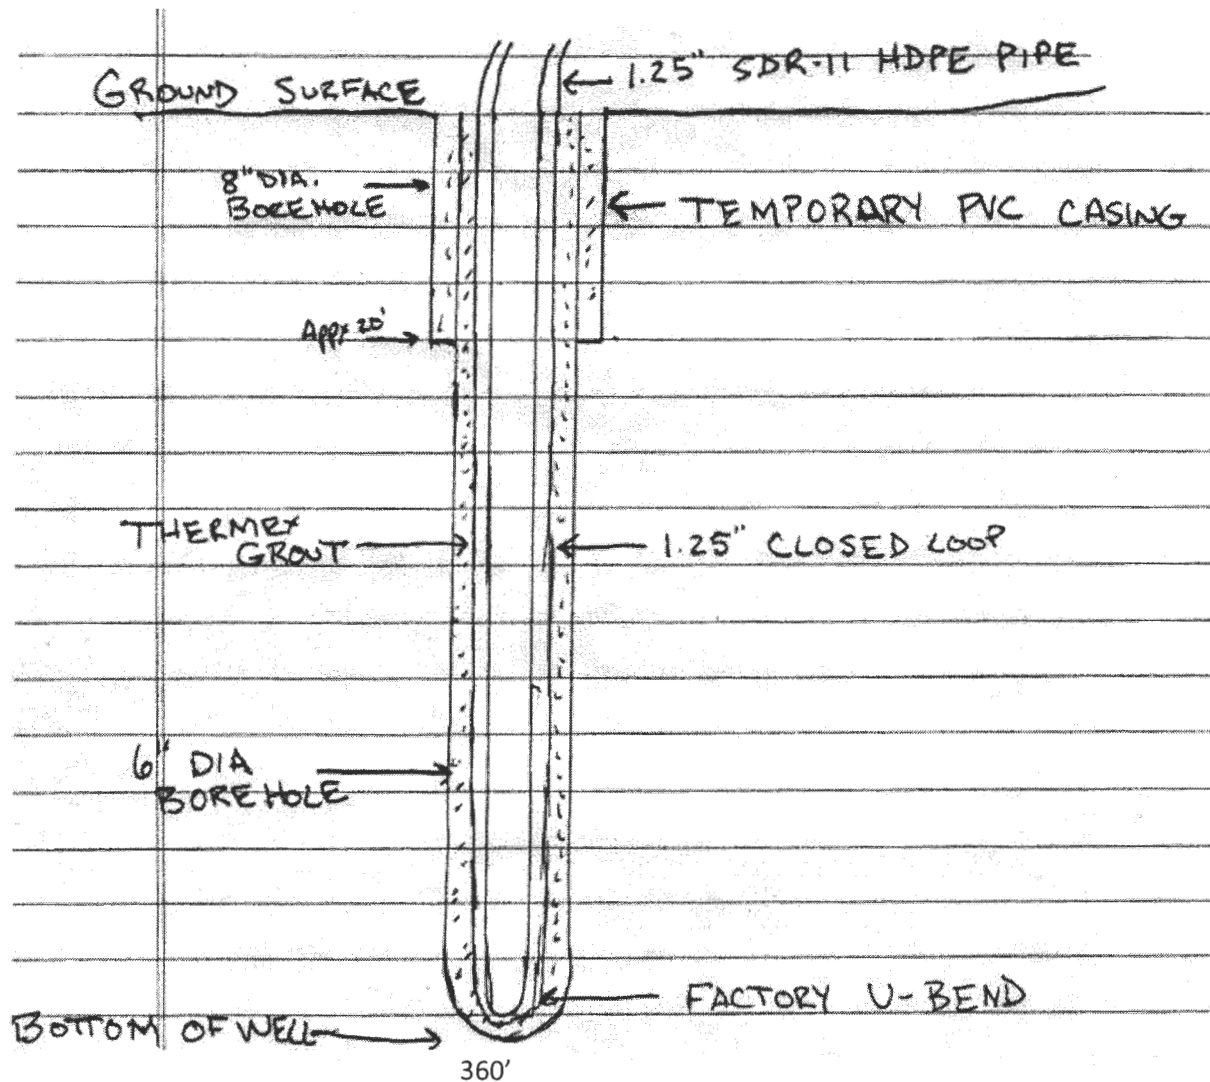 1.25" SDR-11 HDPE PIPE
GROUND SURFACE
8" DIA.
BOREHOLE
TEMPORARY PVC CASING
Appx 20'
THERMEX
GROUT
1.25" CLOSED LOOP
6" DIA
BOREHOLE
FACTORY U-BEND
BOTTOM OF WELL
360'